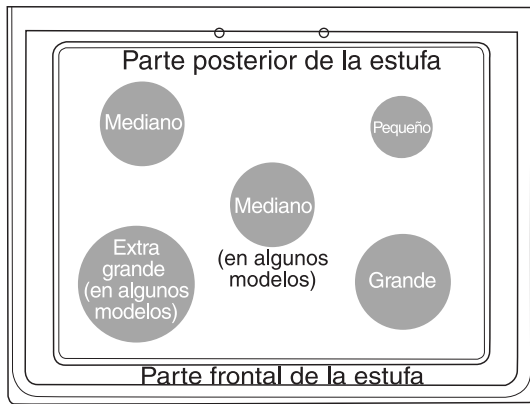 Parte posterior de la estufa
Mediano
Pequeño
Mediano
(en algunos
modelos)
Extra
grande
(en algunos
modelos)
Grande
Parte frontal de la estufa